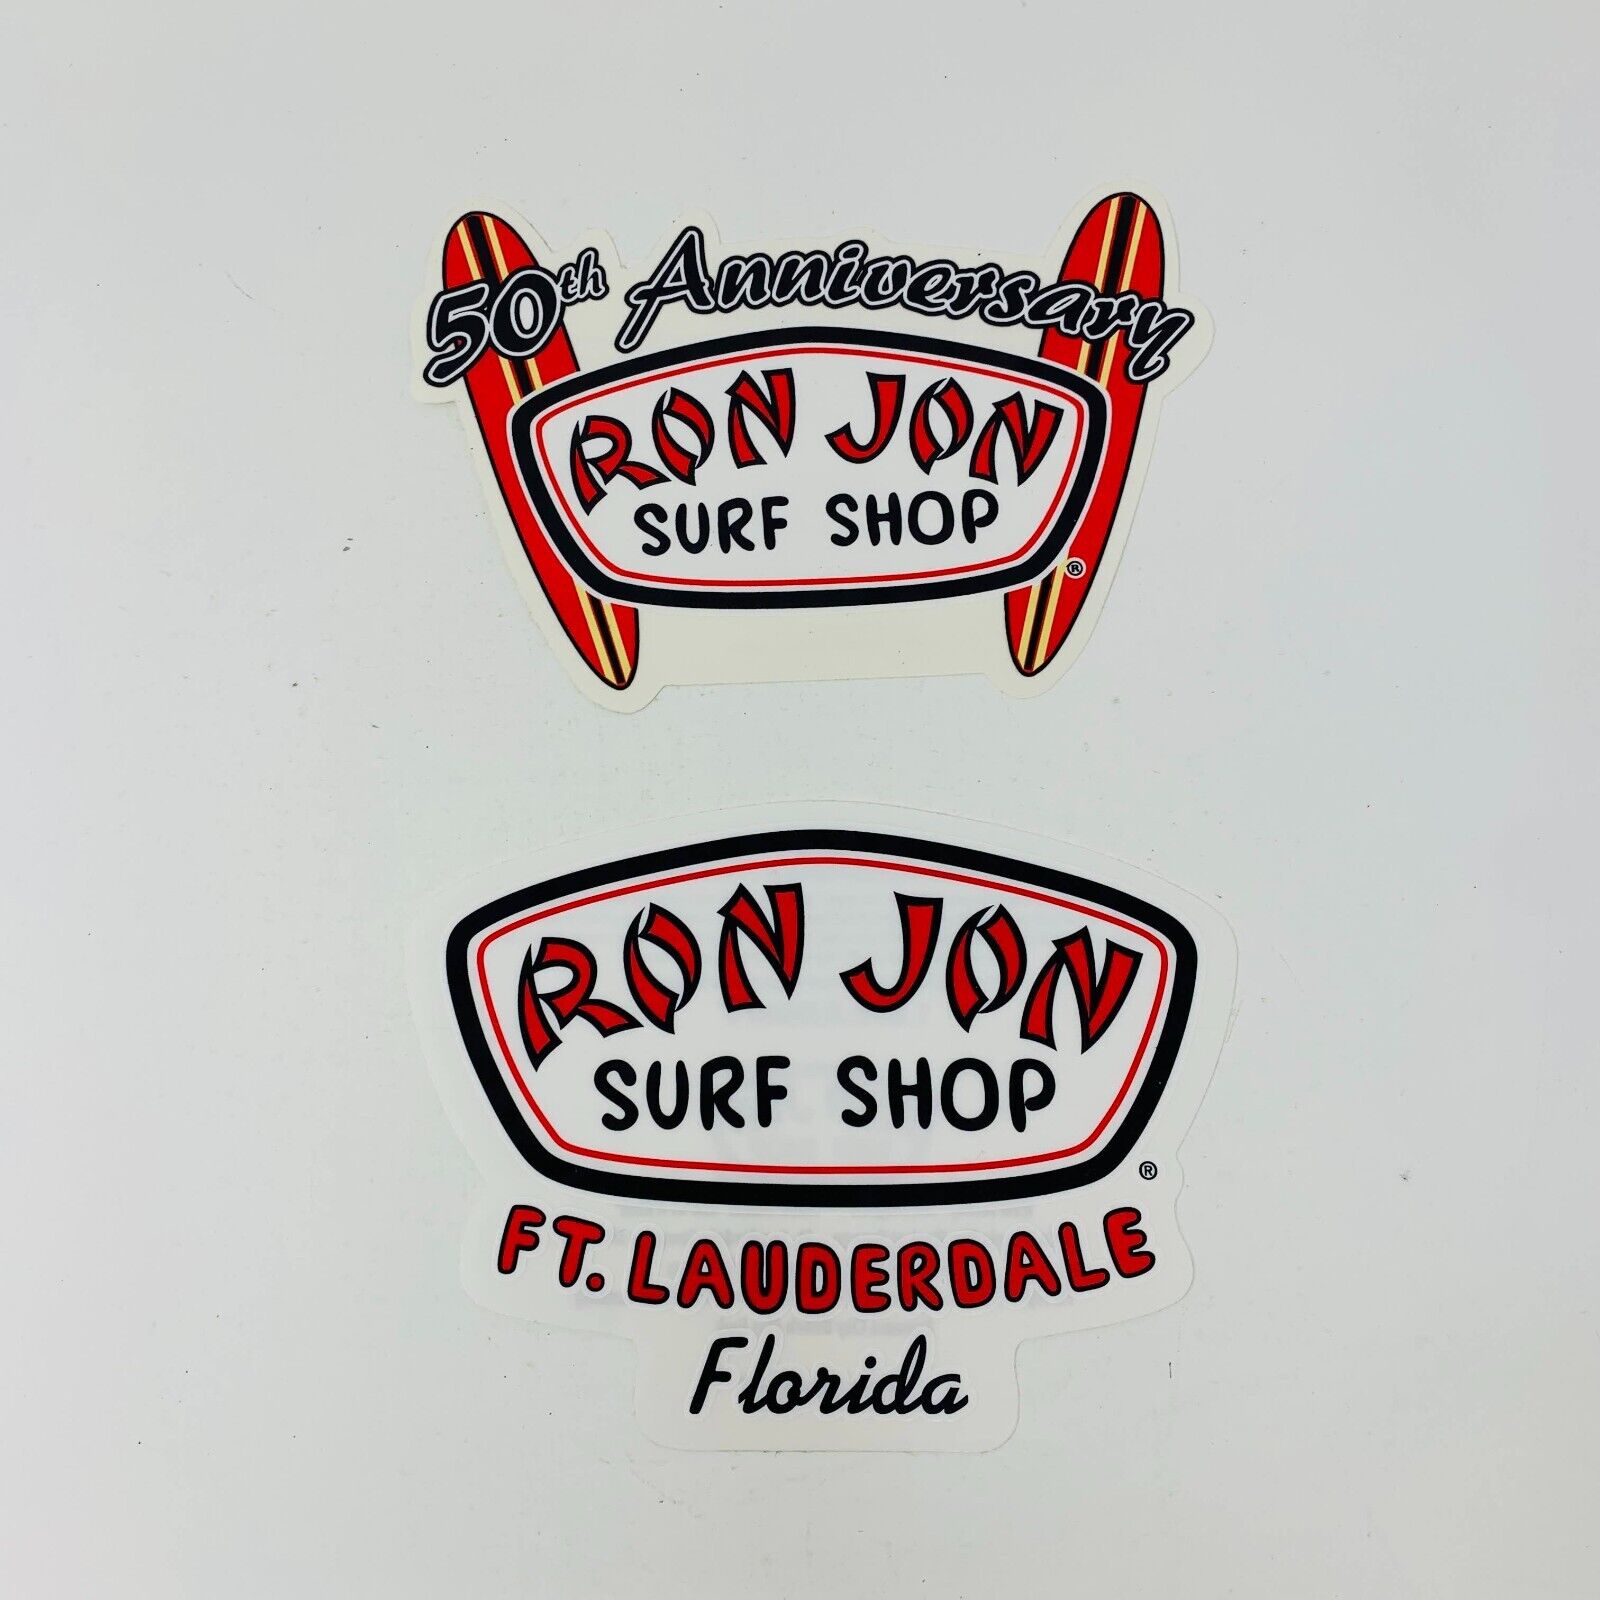 50th Anniversary
RON JON
SURF SHOP
®
RON JON
SURF SHOP
®
FT. LAUDERDALE
Florida